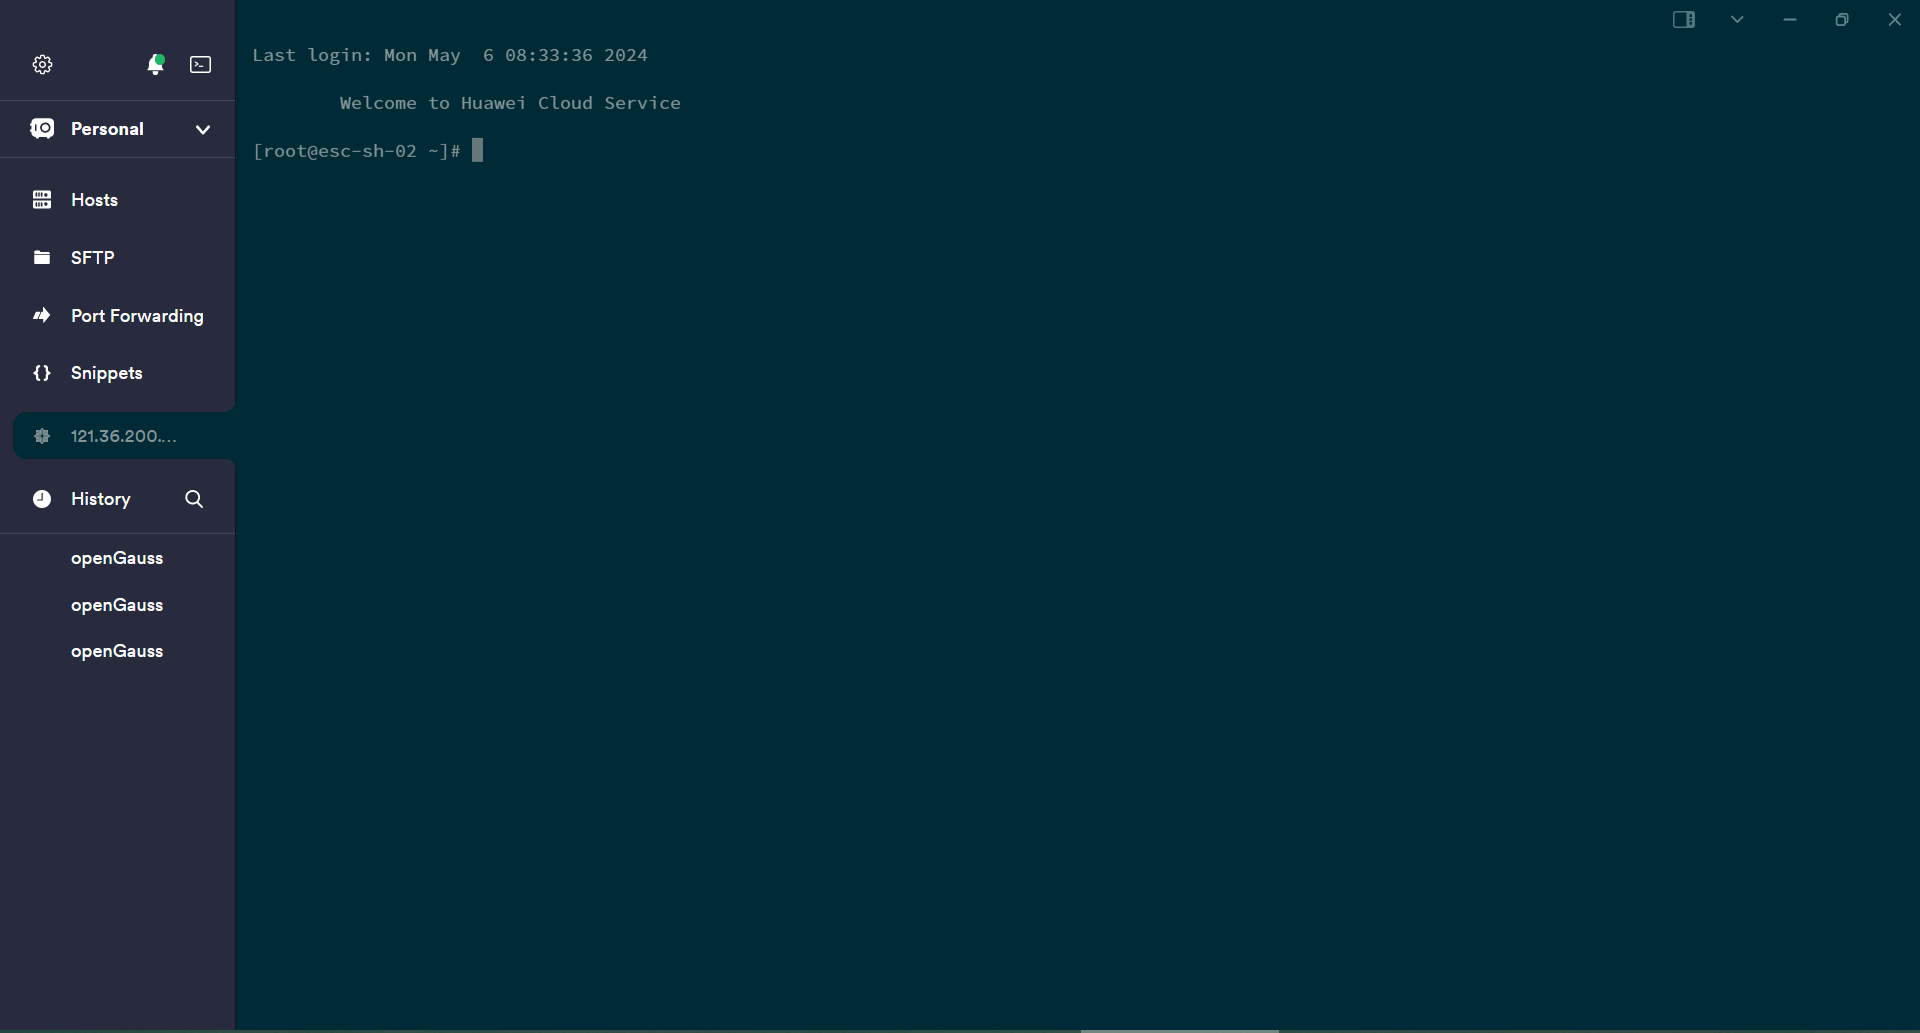 Personal
Hosts
SFTP
Port Forwarding
Snippets
121.36.200....
History
openGauss
openGauss
openGauss
Last login: Mon May  6 08:33:36 2024
Welcome to Huawei Cloud Service
[root@esc-sh-02 ~]#